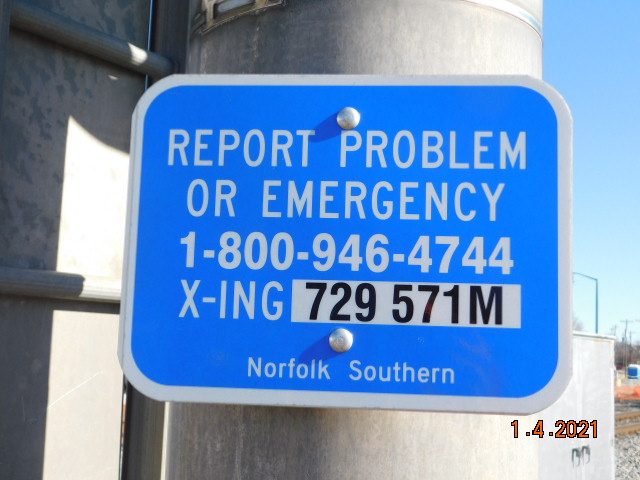 REPORT PROBLEM
OR EMERGENCY
1-800-946-4744
X-ING 729 571M
Norfolk Southern
1.4.2021